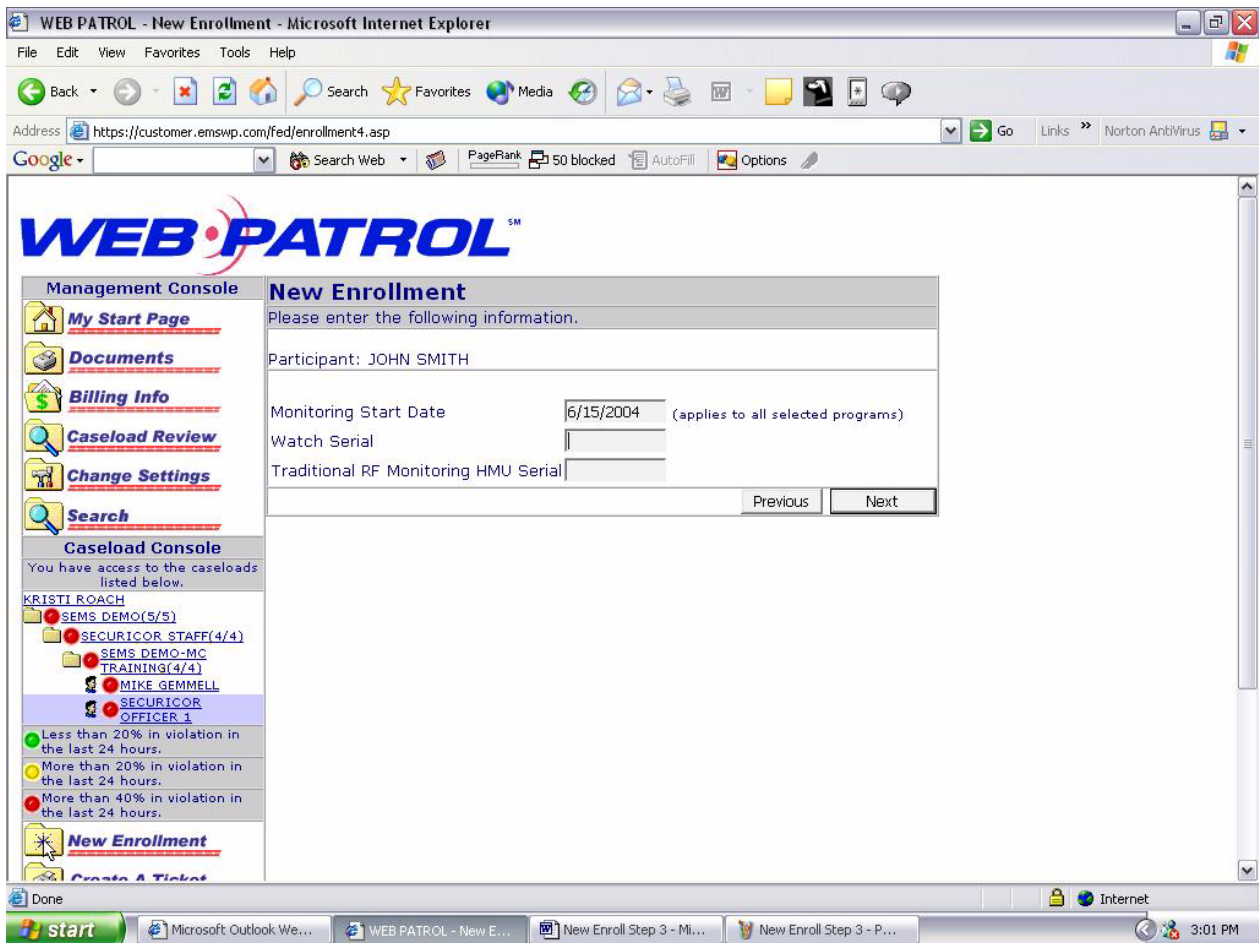 WEB PATROL - New Enrollment - Microsoft Internet Explorer
File Edit View Favorites Tools Help
Back Search Favorites Media
Address https://customer.emswp.com/fed/enrollment4.asp Go Links » Norton AntiVirus
Google Search Web PageRank 50 blocked AutoFill Options
WEB PATROL SM
Management Console
My Start Page
Documents
Billing Info
Caseload Review
Change Settings
Search
Caseload Console
You have access to the caseloads
listed below.
KRISTI ROACH
SEMS DEMO(5/5)
SECURICOR STAFF(4/4)
SEMS DEMO-MC
TRAINING(4/4)
MIKE GEMMELL
SECURICOR
OFFICER 1
Less than 20% in violation in
the last 24 hours.
More than 20% in violation in
the last 24 hours.
More than 40% in violation in
the last 24 hours.
New Enrollment
Create A Ticket
New Enrollment
Please enter the following information.
Participant: JOHN SMITH
Monitoring Start Date 6/15/2004 (applies to all selected programs)
Watch Serial
Traditional RF Monitoring HMU Serial
Previous Next
Done Internet
start Microsoft Outlook We... WEB PATROL - New E... New Enroll Step 3 - Mi... New Enroll Step 3 - P... 3:01 PM